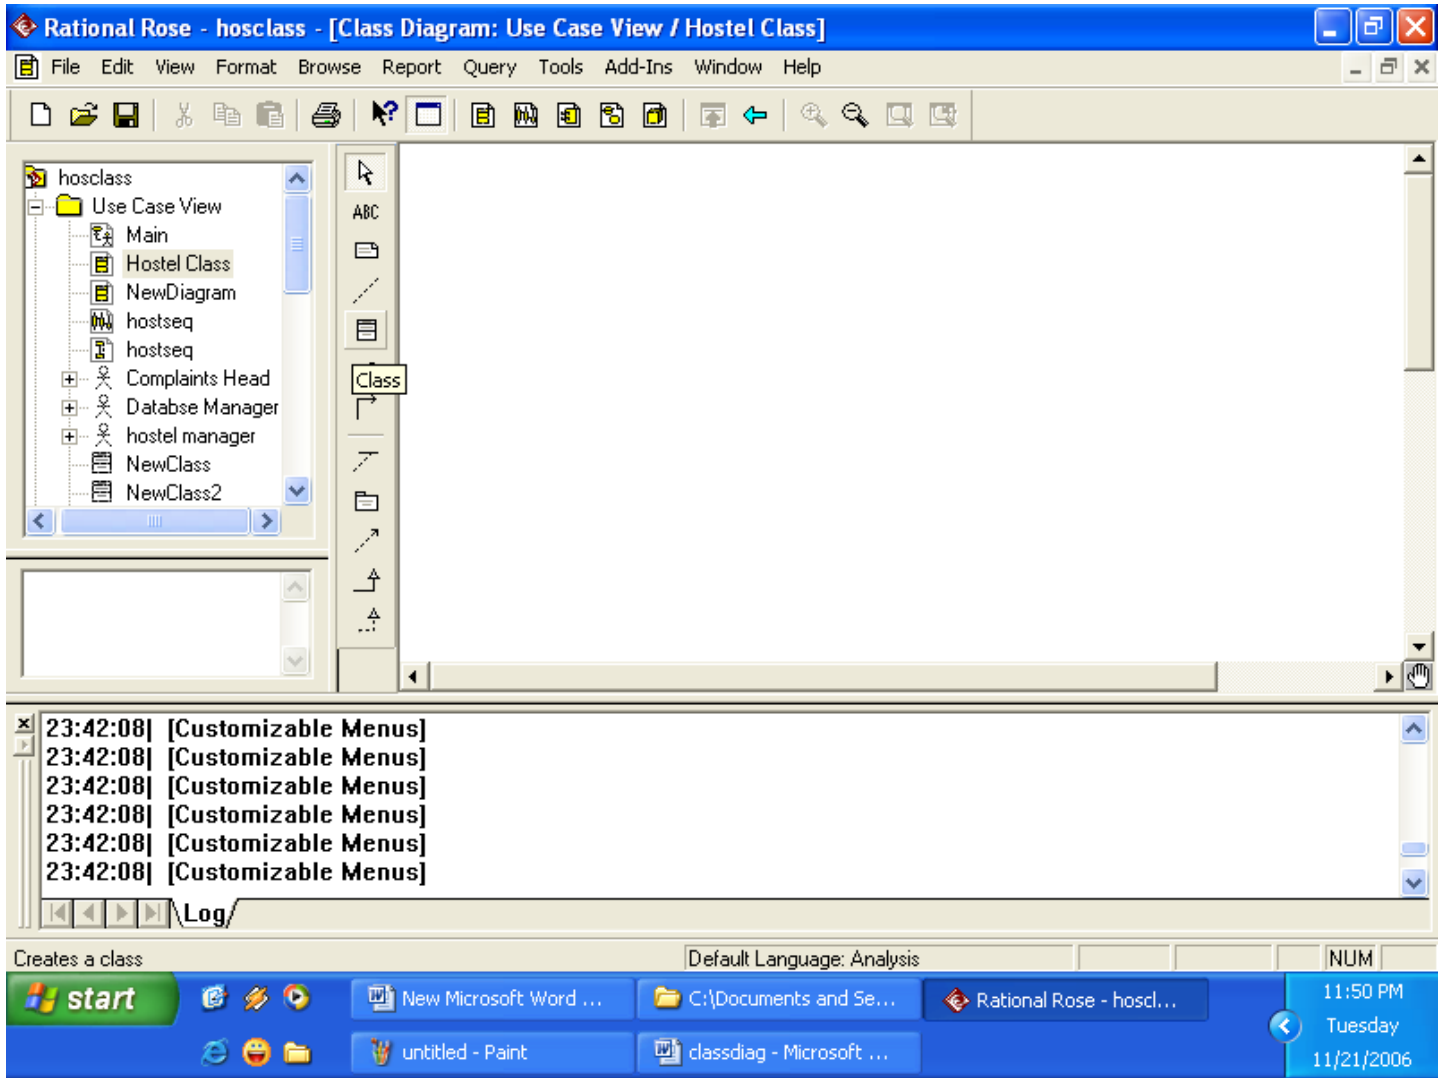 Rational Rose - hosclass - [Class Diagram: Use Case View / Hostel Class]
File Edit View Format Browse Report Query Tools Add-Ins Window Help
hosclass
Use Case View
Main
Hostel Class
NewDiagram
hostseq
hostseq
Complaints Head
Databse Manager
hostel manager
NewClass
NewClass2
ABC
Class
23:42:08| [Customizable Menus]
23:42:08| [Customizable Menus]
23:42:08| [Customizable Menus]
23:42:08| [Customizable Menus]
23:42:08| [Customizable Menus]
23:42:08| [Customizable Menus]
Log
Creates a class Default Language: Analysis NUM
start New Microsoft Word ... C:\Documents and Se... Rational Rose - hoscl... 11:50 PM
Tuesday
untitled - Paint classdiag - Microsoft ... 11/21/2006